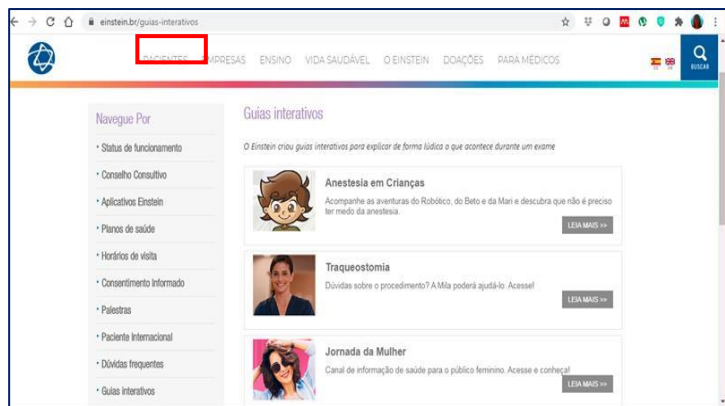 einstein.br/guias-interativos
PACIENTES EMPRESAS ENSINO VIDA SAUDÁVEL O EINSTEIN DOAÇÕES PARA MÉDICOS
BUSCAR
Navegue Por
Status de funcionamento
Conselho Consultivo
Aplicativos Einstein
Planos de saúde
Horários de visita
Consentimento Informado
Palestras
Paciente Internacional
Dúvidas frequentes
Guias interativos
Guias interativos
O Einstein criou guias interativos para explicar de forma lúdica o que acontece durante um exame
Anestesia em Crianças
Acompanhe as aventuras do Robótico, do Beto e da Mari e descubra que não é preciso
ter medo da anestesia.
LEIA MAIS >>
Traqueostomia
Dúvidas sobre o procedimento? A Mila poderá ajudá-lo. Acesse!
LEIA MAIS >>
Jornada da Mulher
Canal de informação de saúde para o público feminino. Acesse e conheça!
LEIA MAIS >>